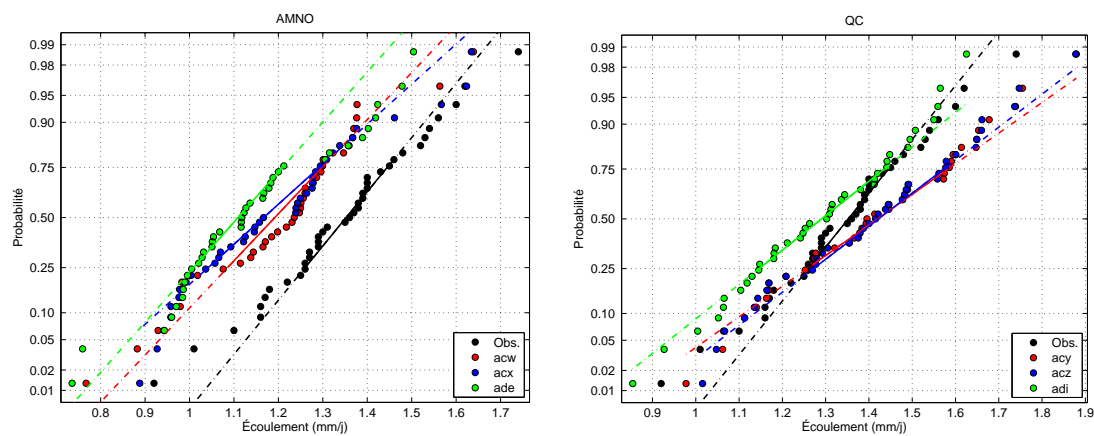 AMNO
Probabilité
0.99
0.98
0.95
0.90
0.75
0.50
0.25
0.10
0.05
0.02
0.01
0.8 0.9 1 1.1 1.2 1.3 1.4 1.5 1.6 1.7
Écoulement (mm/j)
Obs.
acw
acx
ade
QC
Probabilité
0.99
0.98
0.95
0.90
0.75
0.50
0.25
0.10
0.05
0.02
0.01
0.9 1 1.1 1.2 1.3 1.4 1.5 1.6 1.7 1.8 1.9
Écoulement (mm/j)
Obs.
acy
acz
adi